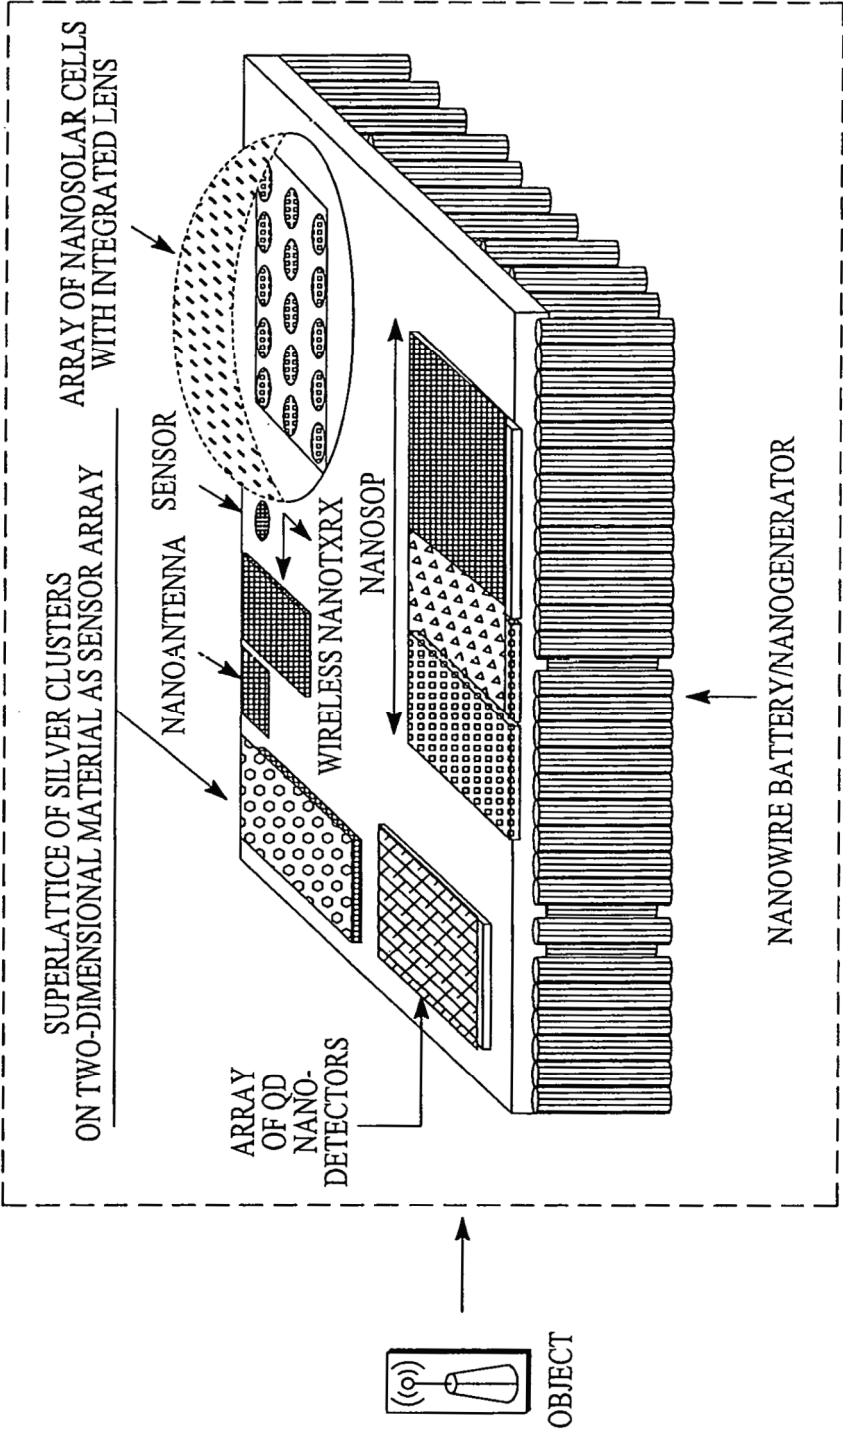 SUPERLATTICE OF SILVER CLUSTERS
ON TWO-DIMENSIONAL MATERIAL AS SENSOR ARRAY
ARRAY OF NANOSOLAR CELLS
WITH INTEGRATED LENS
NANOANTENNA
SENSOR
WIRELESS NANOTXRX
NANOSOP
ARRAY
OF QD
NANO-
DETECTORS
NANOWIRE BATTERY/NANOGENERATOR
OBJECT